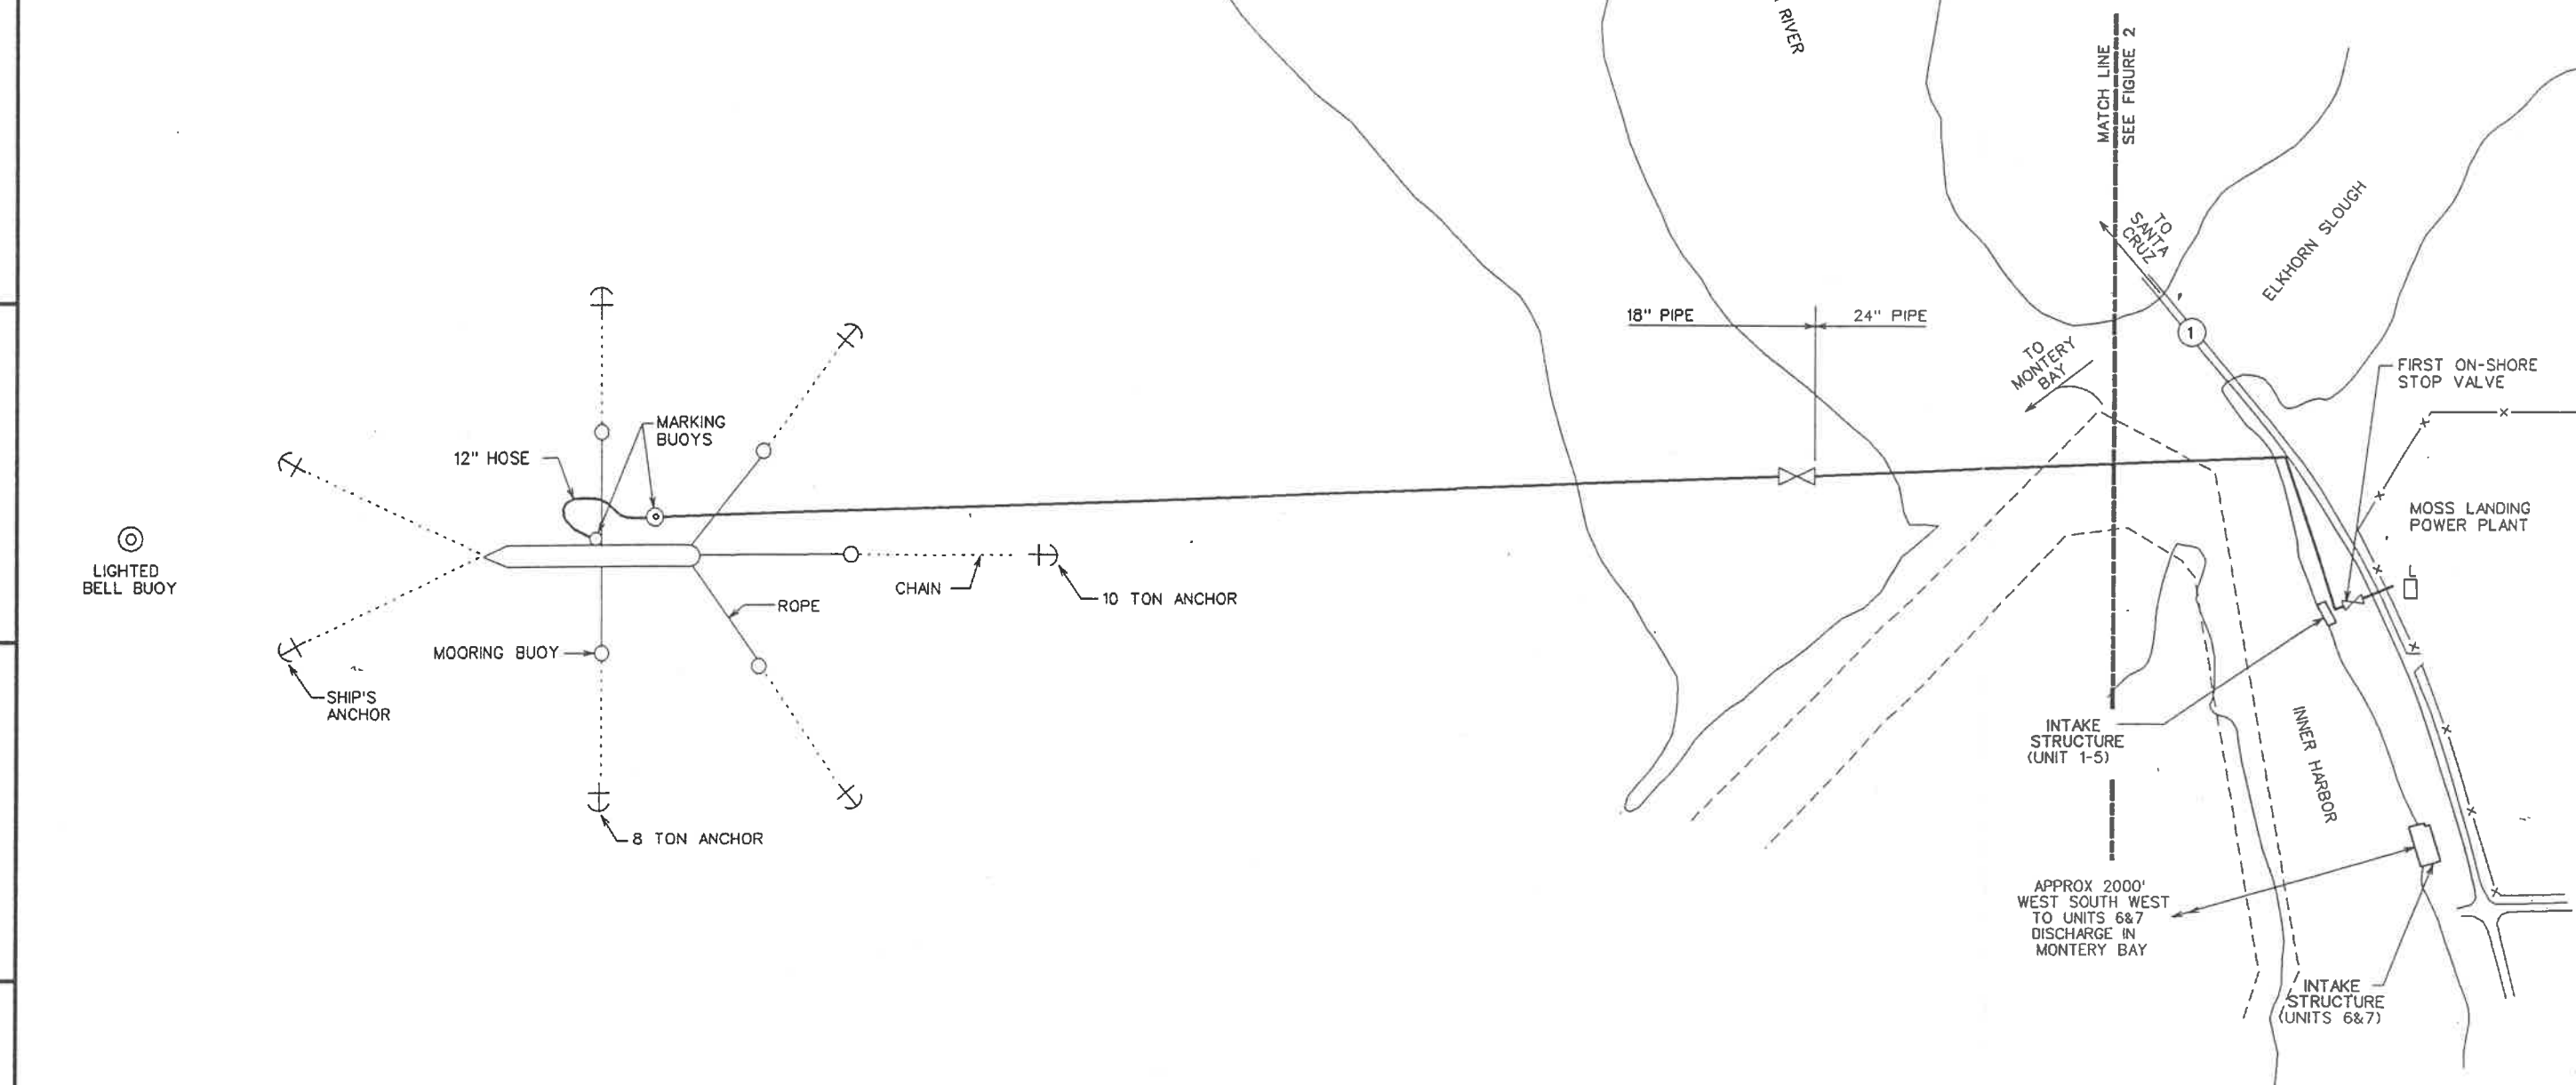 RIVER
MATCH LINE
SEE FIGURE 2
TO
SANTA
CRUZ
ELKHORN SLOUGH
1
18" PIPE
24" PIPE
TO
MONTERY
BAY
FIRST ON-SHORE
STOP VALVE
MARKING
BUOYS
12" HOSE
MOSS LANDING
POWER PLANT
LIGHTED
BELL BUOY
CHAIN
10 TON ANCHOR
ROPE
MOORING BUOY
SHIP'S
ANCHOR
8 TON ANCHOR
INTAKE
STRUCTURE
(UNIT 1-5)
INNER HARBOR
APPROX 2000'
WEST SOUTH WEST
TO UNITS 6&7
DISCHARGE IN
MONTERY BAY
INTAKE
STRUCTURE
(UNITS 6&7)